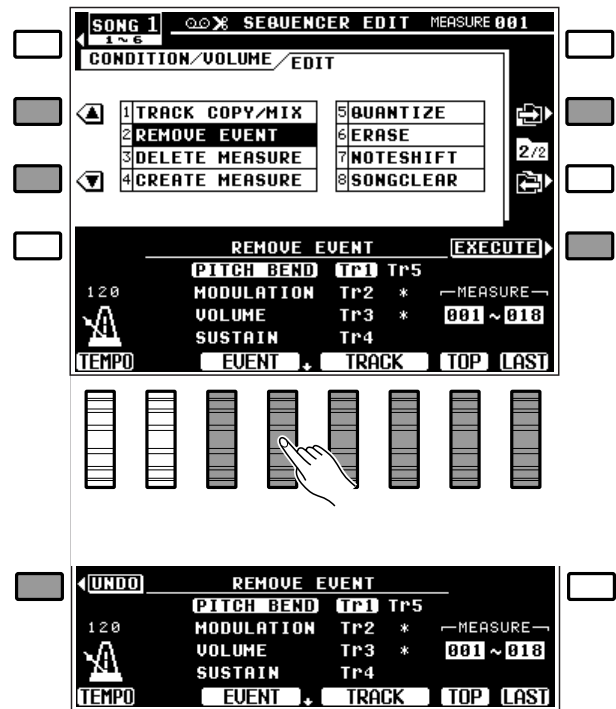 SONG 1 SEQUENCER EDIT MEASURE 001
1~6
CONDITION/VOLUME EDIT
1 TRACK COPY/MIX 5 QUANTIZE
2 REMOVE EVENT 6 ERASE
3 DELETE MEASURE 7 NOTESHIFT
4 CREATE MEASURE 8 SONGCLEAR
2/2
REMOVE EVENT EXECUTE
PITCH BEND Tr1 Tr5
120 MODULATION Tr2 * MEASURE
VOLUME Tr3 * 001 ~ 018
SUSTAIN Tr4
TEMPO EVENT TRACK TOP LAST
UNDO REMOVE EVENT
PITCH BEND Tr1 Tr5
120 MODULATION Tr2 * MEASURE
VOLUME Tr3 * 001 ~ 018
SUSTAIN Tr4
TEMPO EVENT TRACK TOP LAST